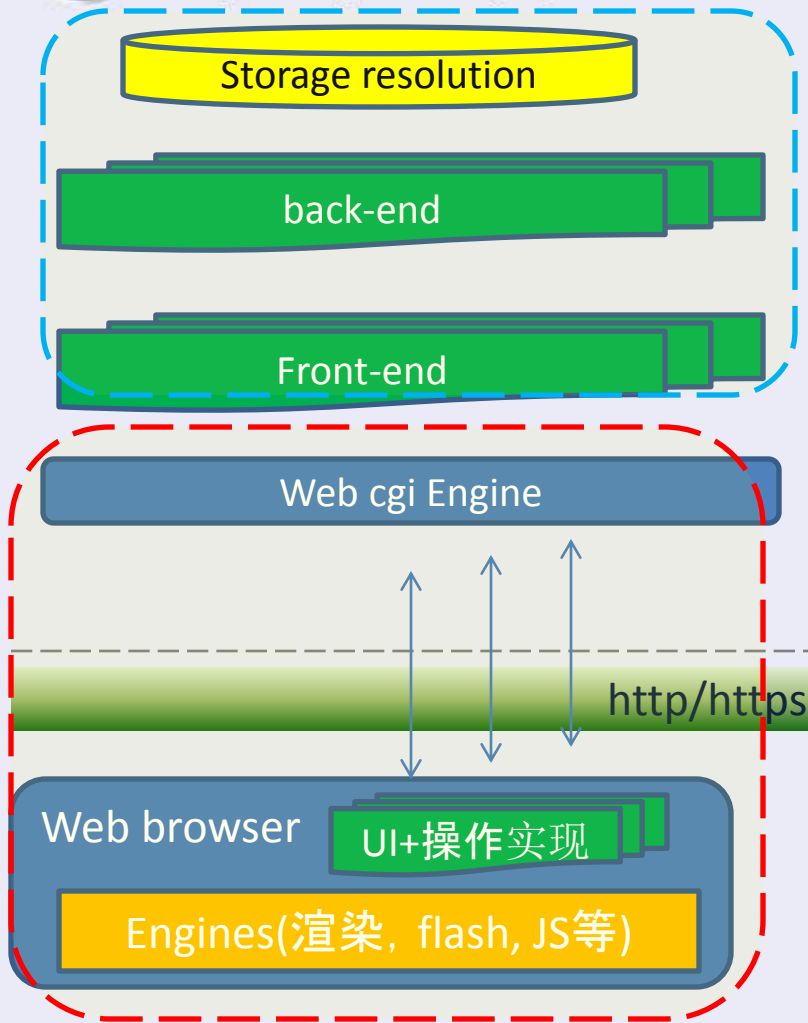 Storage resolution
back-end
Front-end
Web cgi Engine
http/https
Web browser
UI+操作实现
Engines(渲染，flash, JS等)